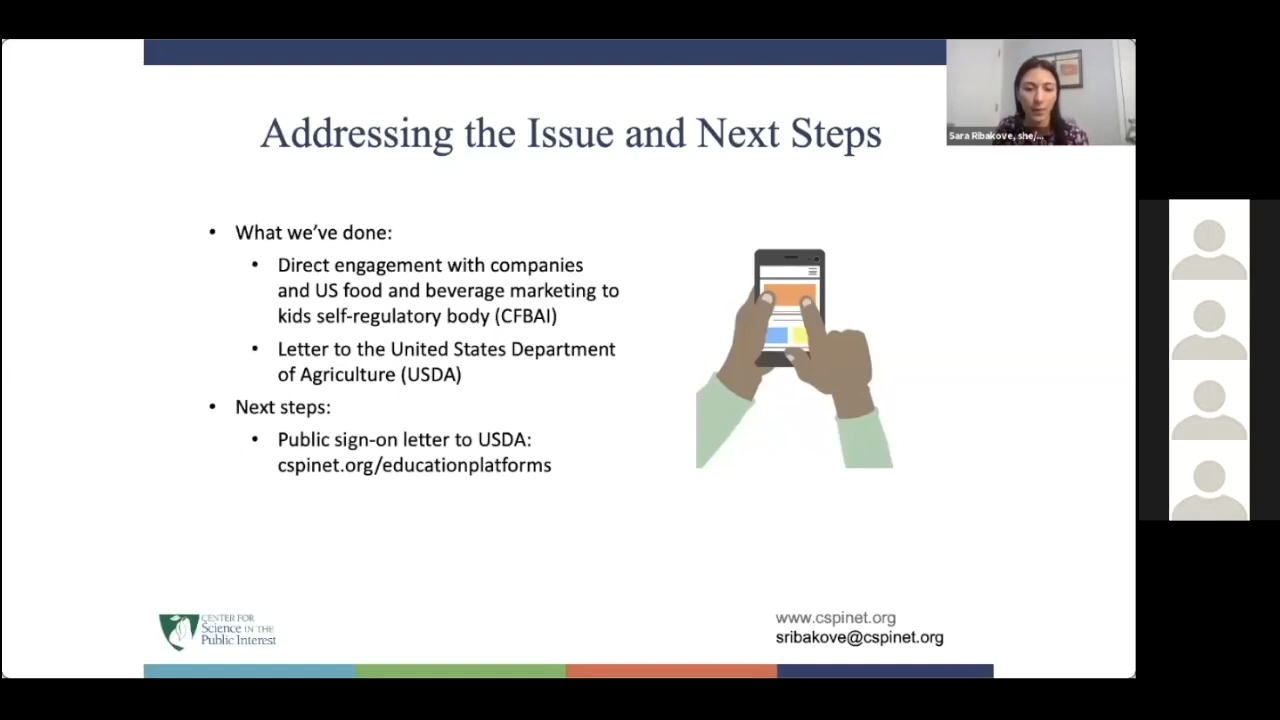 Addressing the Issue and Next Steps
Sara Ribakove, she/...
• What we’ve done:
• Direct engagement with companies
and US food and beverage marketing to
kids self-regulatory body (CFBAI)
• Letter to the United States Department
of Agriculture (USDA)
• Next steps:
• Public sign-on letter to USDA:
cspinet.org/educationplatforms
CENTER FOR
Science IN THE
Public Interest
www.cspinet.org
sribakove@cspinet.org